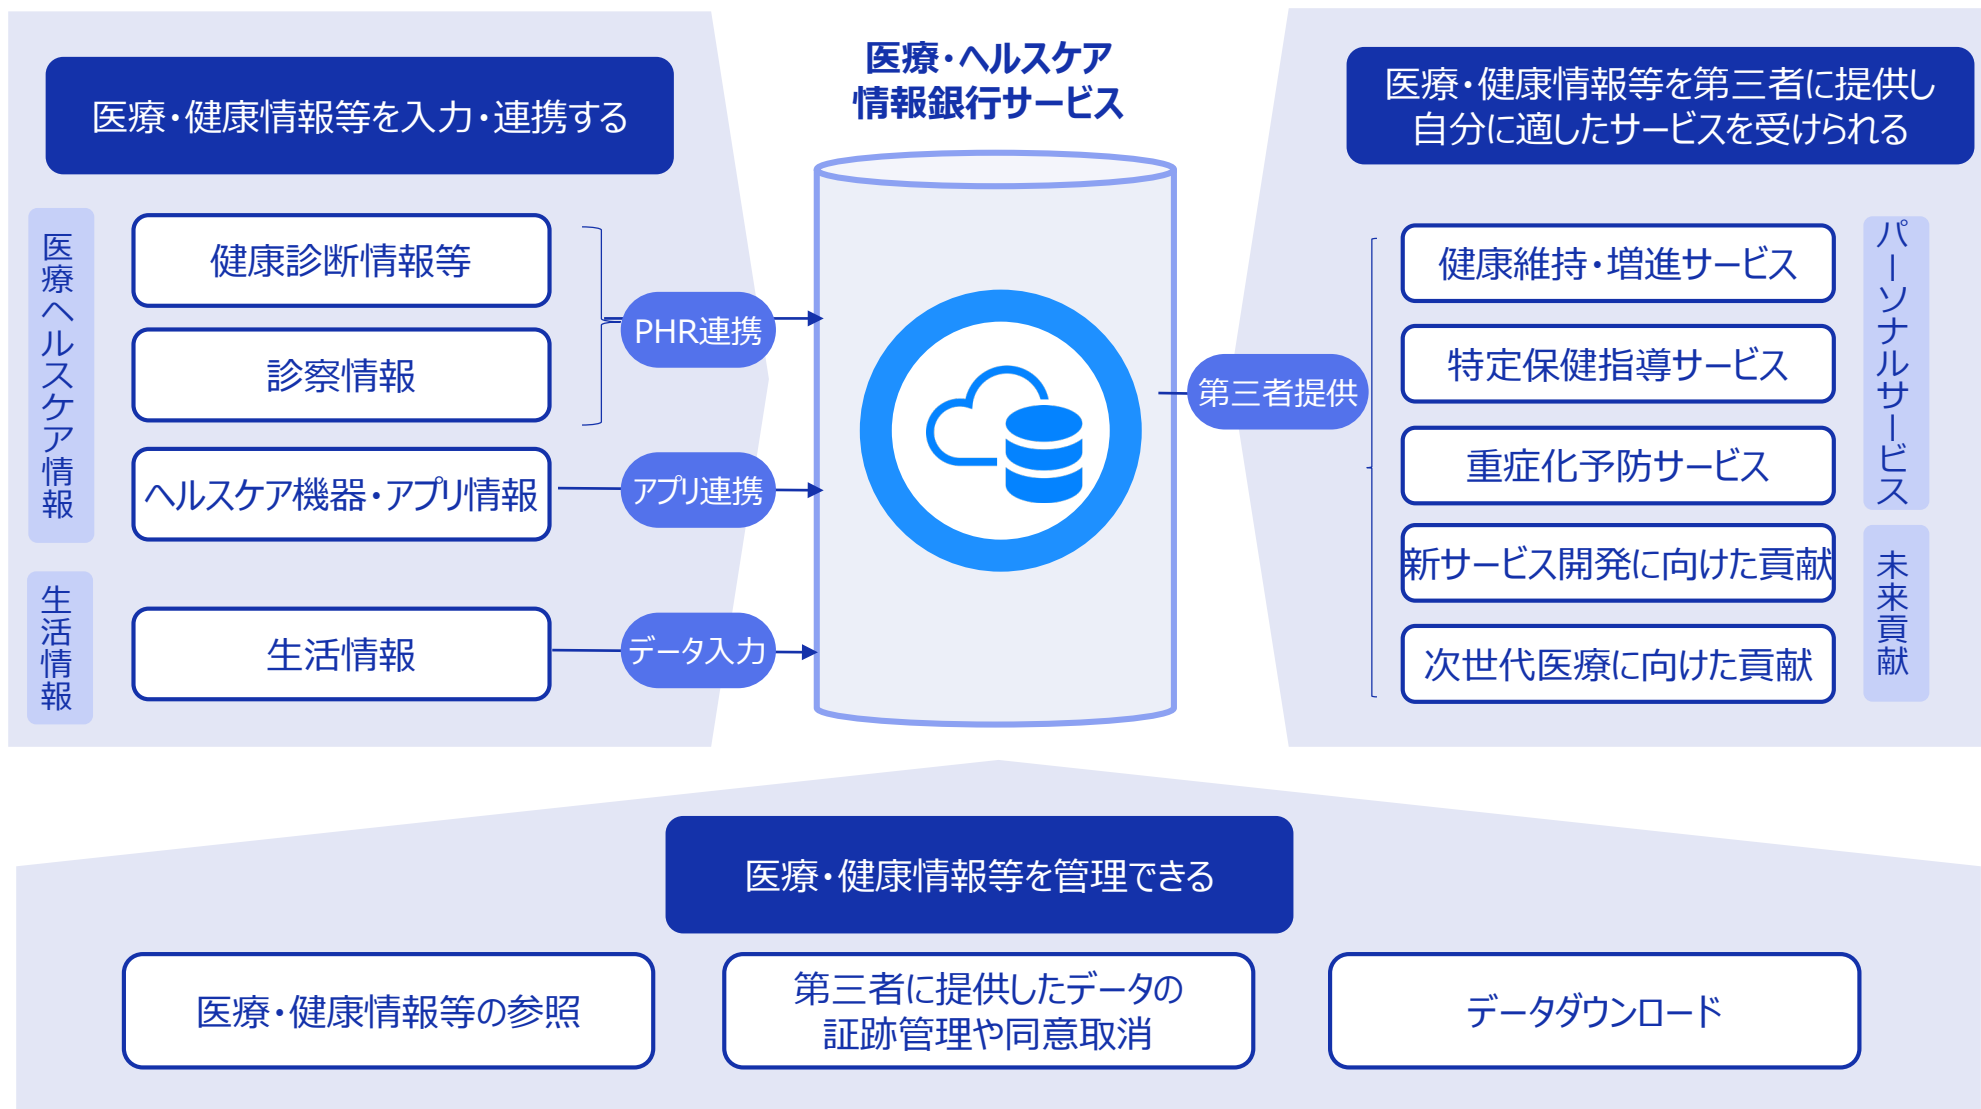 医療・ヘルスケア
情報銀行サービス
医療・健康情報等を入力・連携する
医療ヘルスケア情報
健康診断情報等
診察情報
ヘルスケア機器・アプリ情報
生活情報
生活情報
PHR連携
アプリ連携
データ入力
第三者提供
医療・健康情報等を第三者に提供し
自分に適したサービスを受けられる
健康維持・増進サービス
特定保健指導サービス
重症化予防サービス
新サービス開発に向けた貢献
次世代医療に向けた貢献
パーソナルサービス
未来貢献
医療・健康情報等を管理できる
医療・健康情報等の参照
第三者に提供したデータの
証跡管理や同意取消
データダウンロード